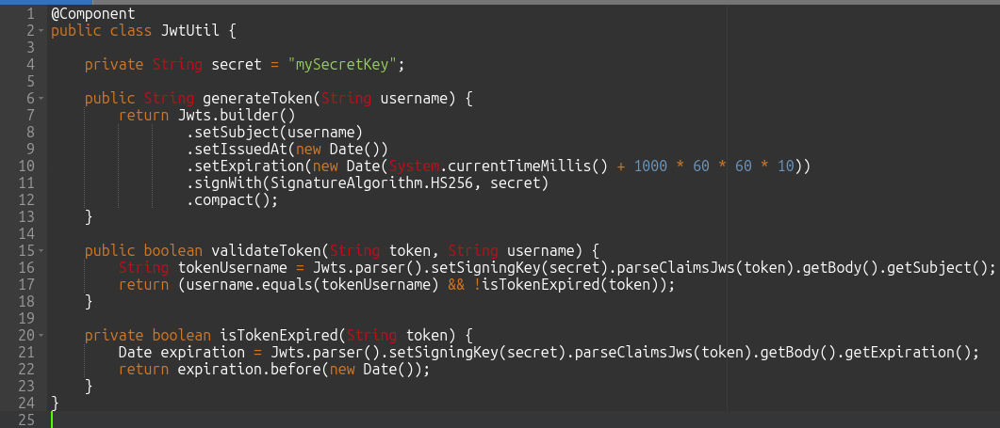 1 @Component
2 public class JwtUtil {
3
4     private String secret = "mySecretKey";
5
6     public String generateToken(String username) {
7         return Jwts.builder()
8                 .setSubject(username)
9                 .setIssuedAt(new Date())
10                 .setExpiration(new Date(System.currentTimeMillis() + 1000 * 60 * 60 * 10))
11                 .signWith(SignatureAlgorithm.HS256, secret)
12                 .compact();
13     }
14
15     public boolean validateToken(String token, String username) {
16         String tokenUsername = Jwts.parser().setSigningKey(secret).parseClaimsJws(token).getBody().getSubject();
17         return (username.equals(tokenUsername) && !isTokenExpired(token));
18     }
19
20     private boolean isTokenExpired(String token) {
21         Date expiration = Jwts.parser().setSigningKey(secret).parseClaimsJws(token).getBody().getExpiration();
22         return expiration.before(new Date());
23     }
24 }
25